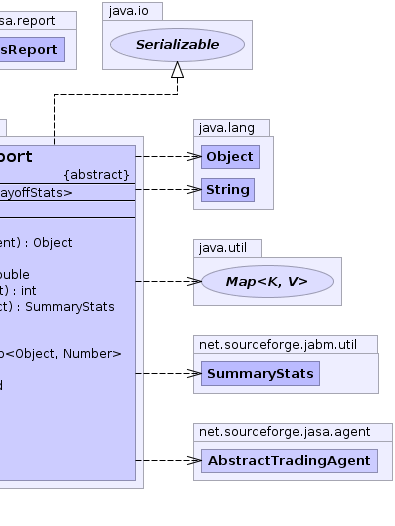 java.io
sa.report
Serializable
sReport
java.lang
port
Object
{abstract}
String
ayoffStats>
ent) : Object
java.util
ouble
Map<K, V>
t) : int
ct) : SummaryStats
net.sourceforge.jabm.util
p<Object, Number>
SummaryStats
d
net.sourceforge.jasa.agent
AbstractTradingAgent